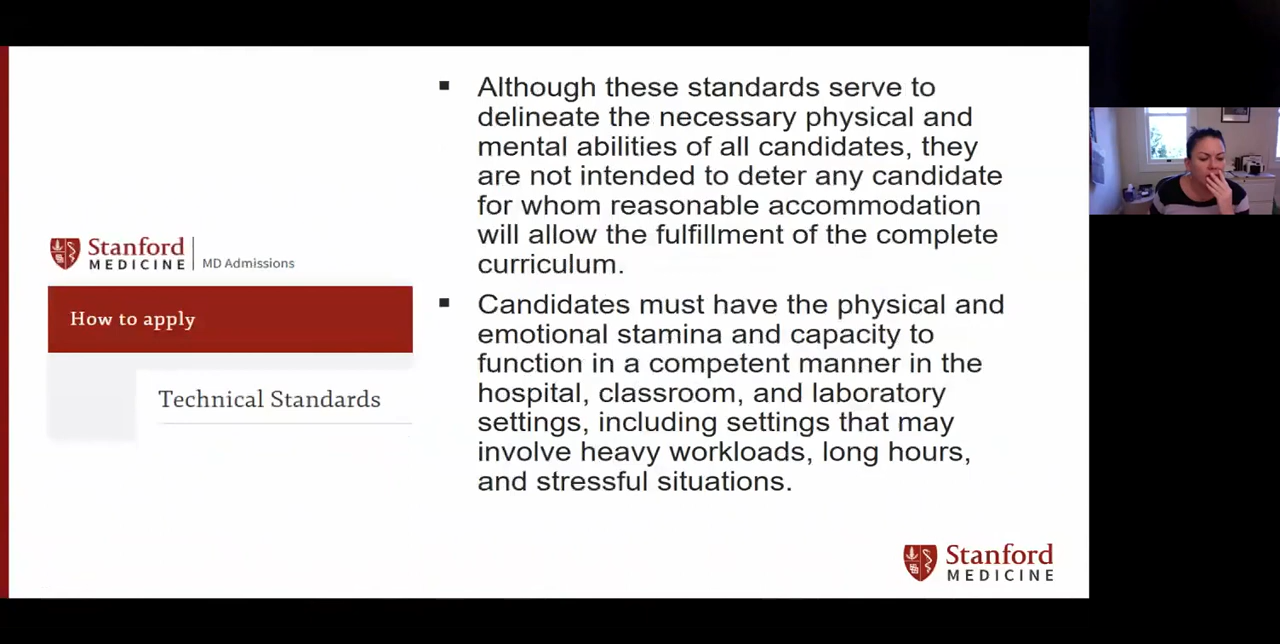 Stanford
MEDICINE
MD Admissions
How to apply
Technical Standards
▪ Although these standards serve to
delineate the necessary physical and
mental abilities of all candidates, they
are not intended to deter any candidate
for whom reasonable accommodation
will allow the fulfillment of the complete
curriculum.
▪ Candidates must have the physical and
emotional stamina and capacity to
function in a competent manner in the
hospital, classroom, and laboratory
settings, including settings that may
involve heavy workloads, long hours,
and stressful situations.
Stanford
MEDICINE